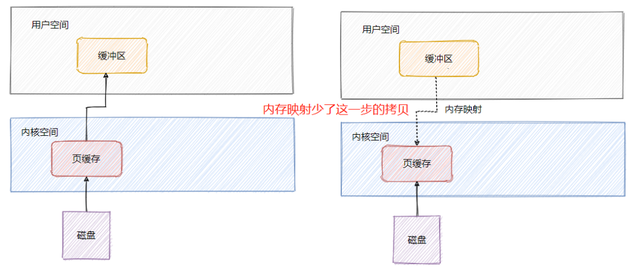 用户空间
缓冲区
内核空间
页缓存
磁盘
用户空间
缓冲区
内存映射少了这一步的拷贝
内存映射
内核空间
页缓存
磁盘